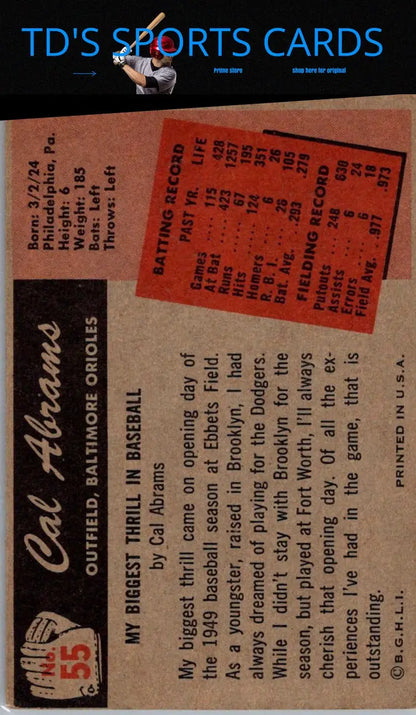 TD'S SPORTS CARDS
Prime store
shop here for original
No. 55
Cal Abrams
OUTFIELD, BALTIMORE ORIOLES
Born: 3/2/24
Philadelphia, Pa.
Height: 6
Weight: 185
Bats: Left
Throws: Left
MY BIGGEST THRILL IN BASEBALL
by Cal Abrams
My biggest thrill came on opening day of
the 1949 baseball season at Ebbets Field.
As a youngster, raised in Brooklyn, I had
always dreamed of playing for the Dodgers.
While I didn't stay with Brooklyn for the
season, but played at Fort Worth, I'll always
cherish that opening day. Of all the ex-
periences I've had in the game, that is
outstanding.
BATTING RECORD
PAST YR. LIFE
Games ..... 115 428
At Bat ..... 423 1257
Runs ..... 67 195
Hits ..... 124 351
Homers .... 6 26
R. B. I. .... 26 105
Bat. Avg. .. .293 .279
FIELDING RECORD
Putouts .... 248 638
Assists .... 6 24
Errors .... 6 18
Field Avg. .. .977 .973
© B.G.H.L.I. PRINTED IN U.S.A.